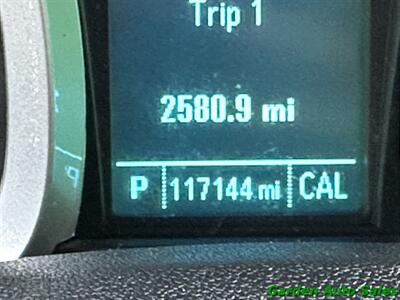 Trip 1
2580.9 mi
P 117144 mi CAL
Garden Auto Sales